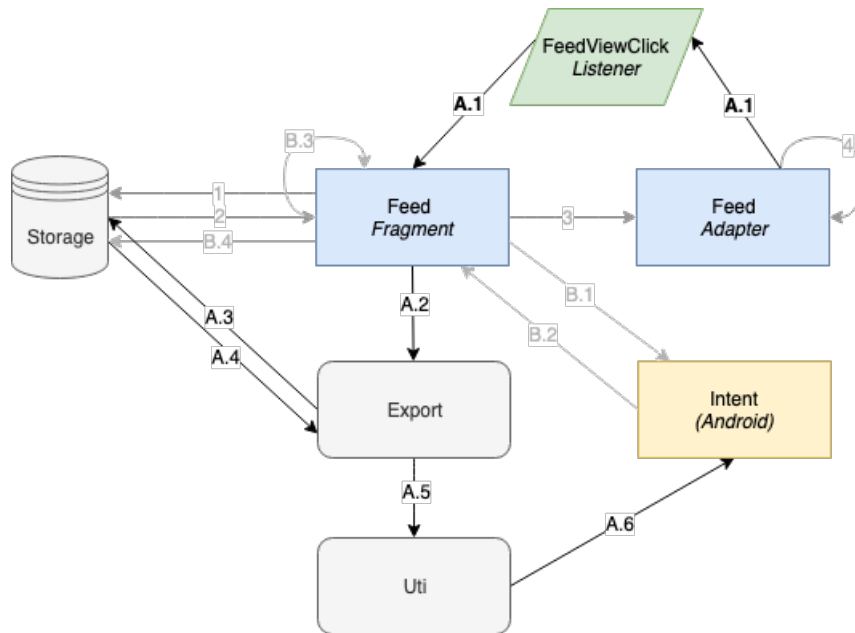 FeedViewClick
Listener
A.1
A.1
B.3
4
1
Feed
Fragment
Feed
Adapter
2
3
Storage
B.4
B.1
A.2
A.3
B.2
A.4
Intent
(Android)
Export
A.5
A.6
Uti